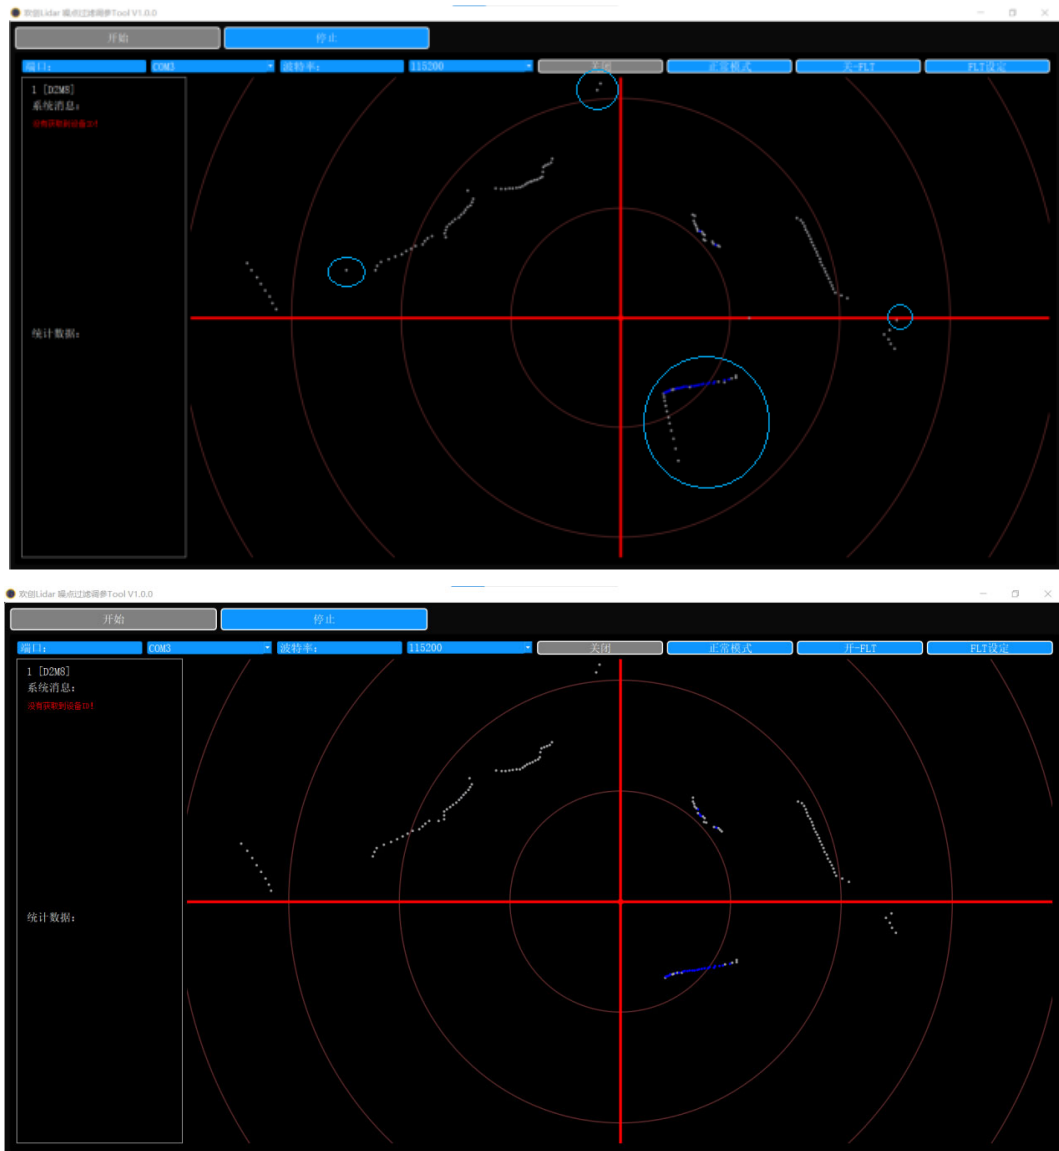 欢创Lidar 噪点过滤调参Tool V1.0.0
开始
停止
端口:
COM3
波特率:
115200
关闭
正常模式
关-FLT
FLT设定
1 [D2M8]
系统消息:
没有获取到设备ID!
统计数据:
欢创Lidar 噪点过滤调参Tool V1.0.0
开始
停止
端口:
COM3
波特率:
115200
关闭
正常模式
开-FLT
FLT设定
1 [D2M8]
系统消息:
没有获取到设备ID!
统计数据: